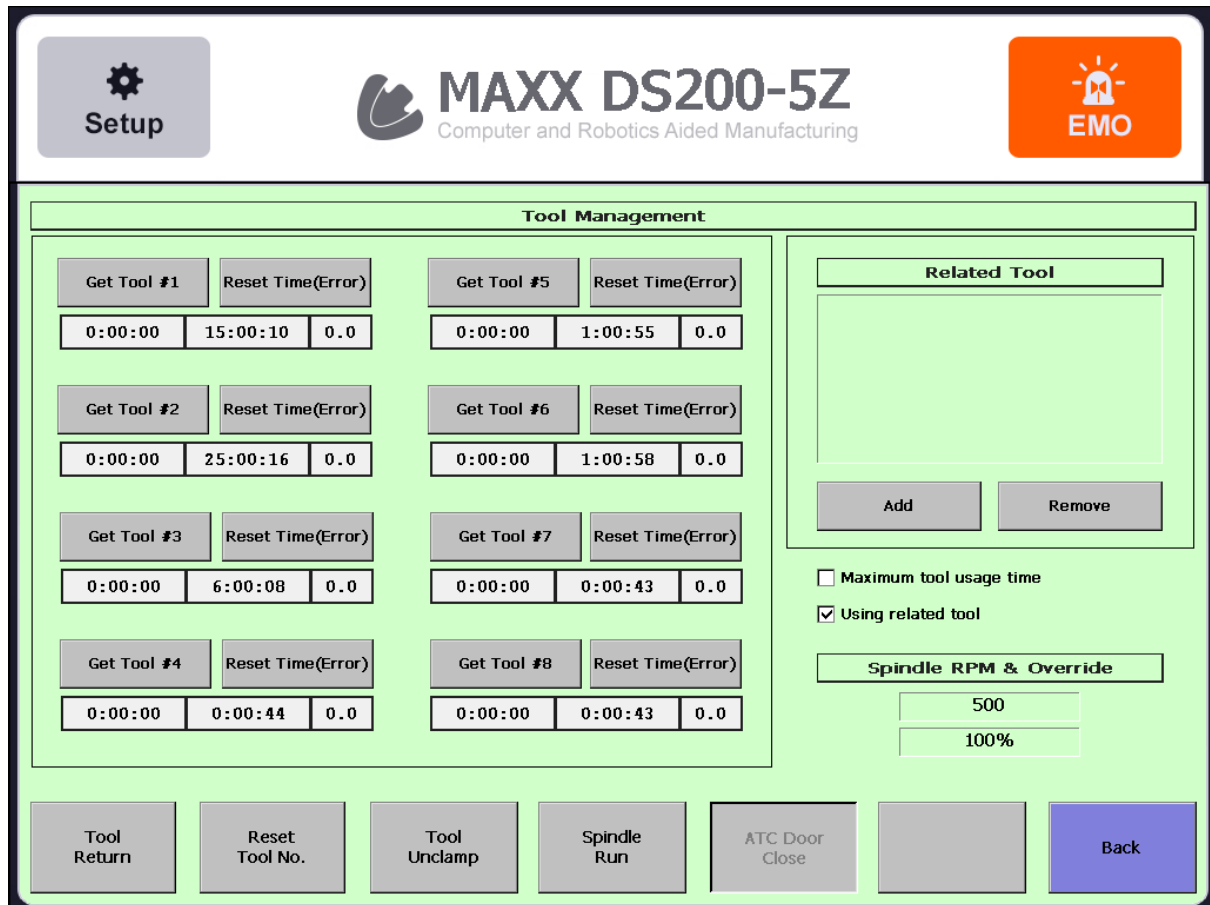 Setup
MAXX DS200-5Z
Computer and Robotics Aided Manufacturing
EMO
Tool Management
Get Tool #1 Reset Time(Error)
0:00:00 15:00:10 0.0
Get Tool #5 Reset Time(Error)
0:00:00 1:00:55 0.0
Get Tool #2 Reset Time(Error)
0:00:00 25:00:16 0.0
Get Tool #6 Reset Time(Error)
0:00:00 1:00:58 0.0
Get Tool #3 Reset Time(Error)
0:00:00 6:00:08 0.0
Get Tool #7 Reset Time(Error)
0:00:00 0:00:43 0.0
Get Tool #4 Reset Time(Error)
0:00:00 0:00:44 0.0
Get Tool #8 Reset Time(Error)
0:00:00 0:00:43 0.0
Related Tool
Add Remove
Maximum tool usage time
Using related tool
Spindle RPM & Override
500
100%
Tool
Return
Reset
Tool No.
Tool
Unclamp
Spindle
Run
ATC Door
Close
Back